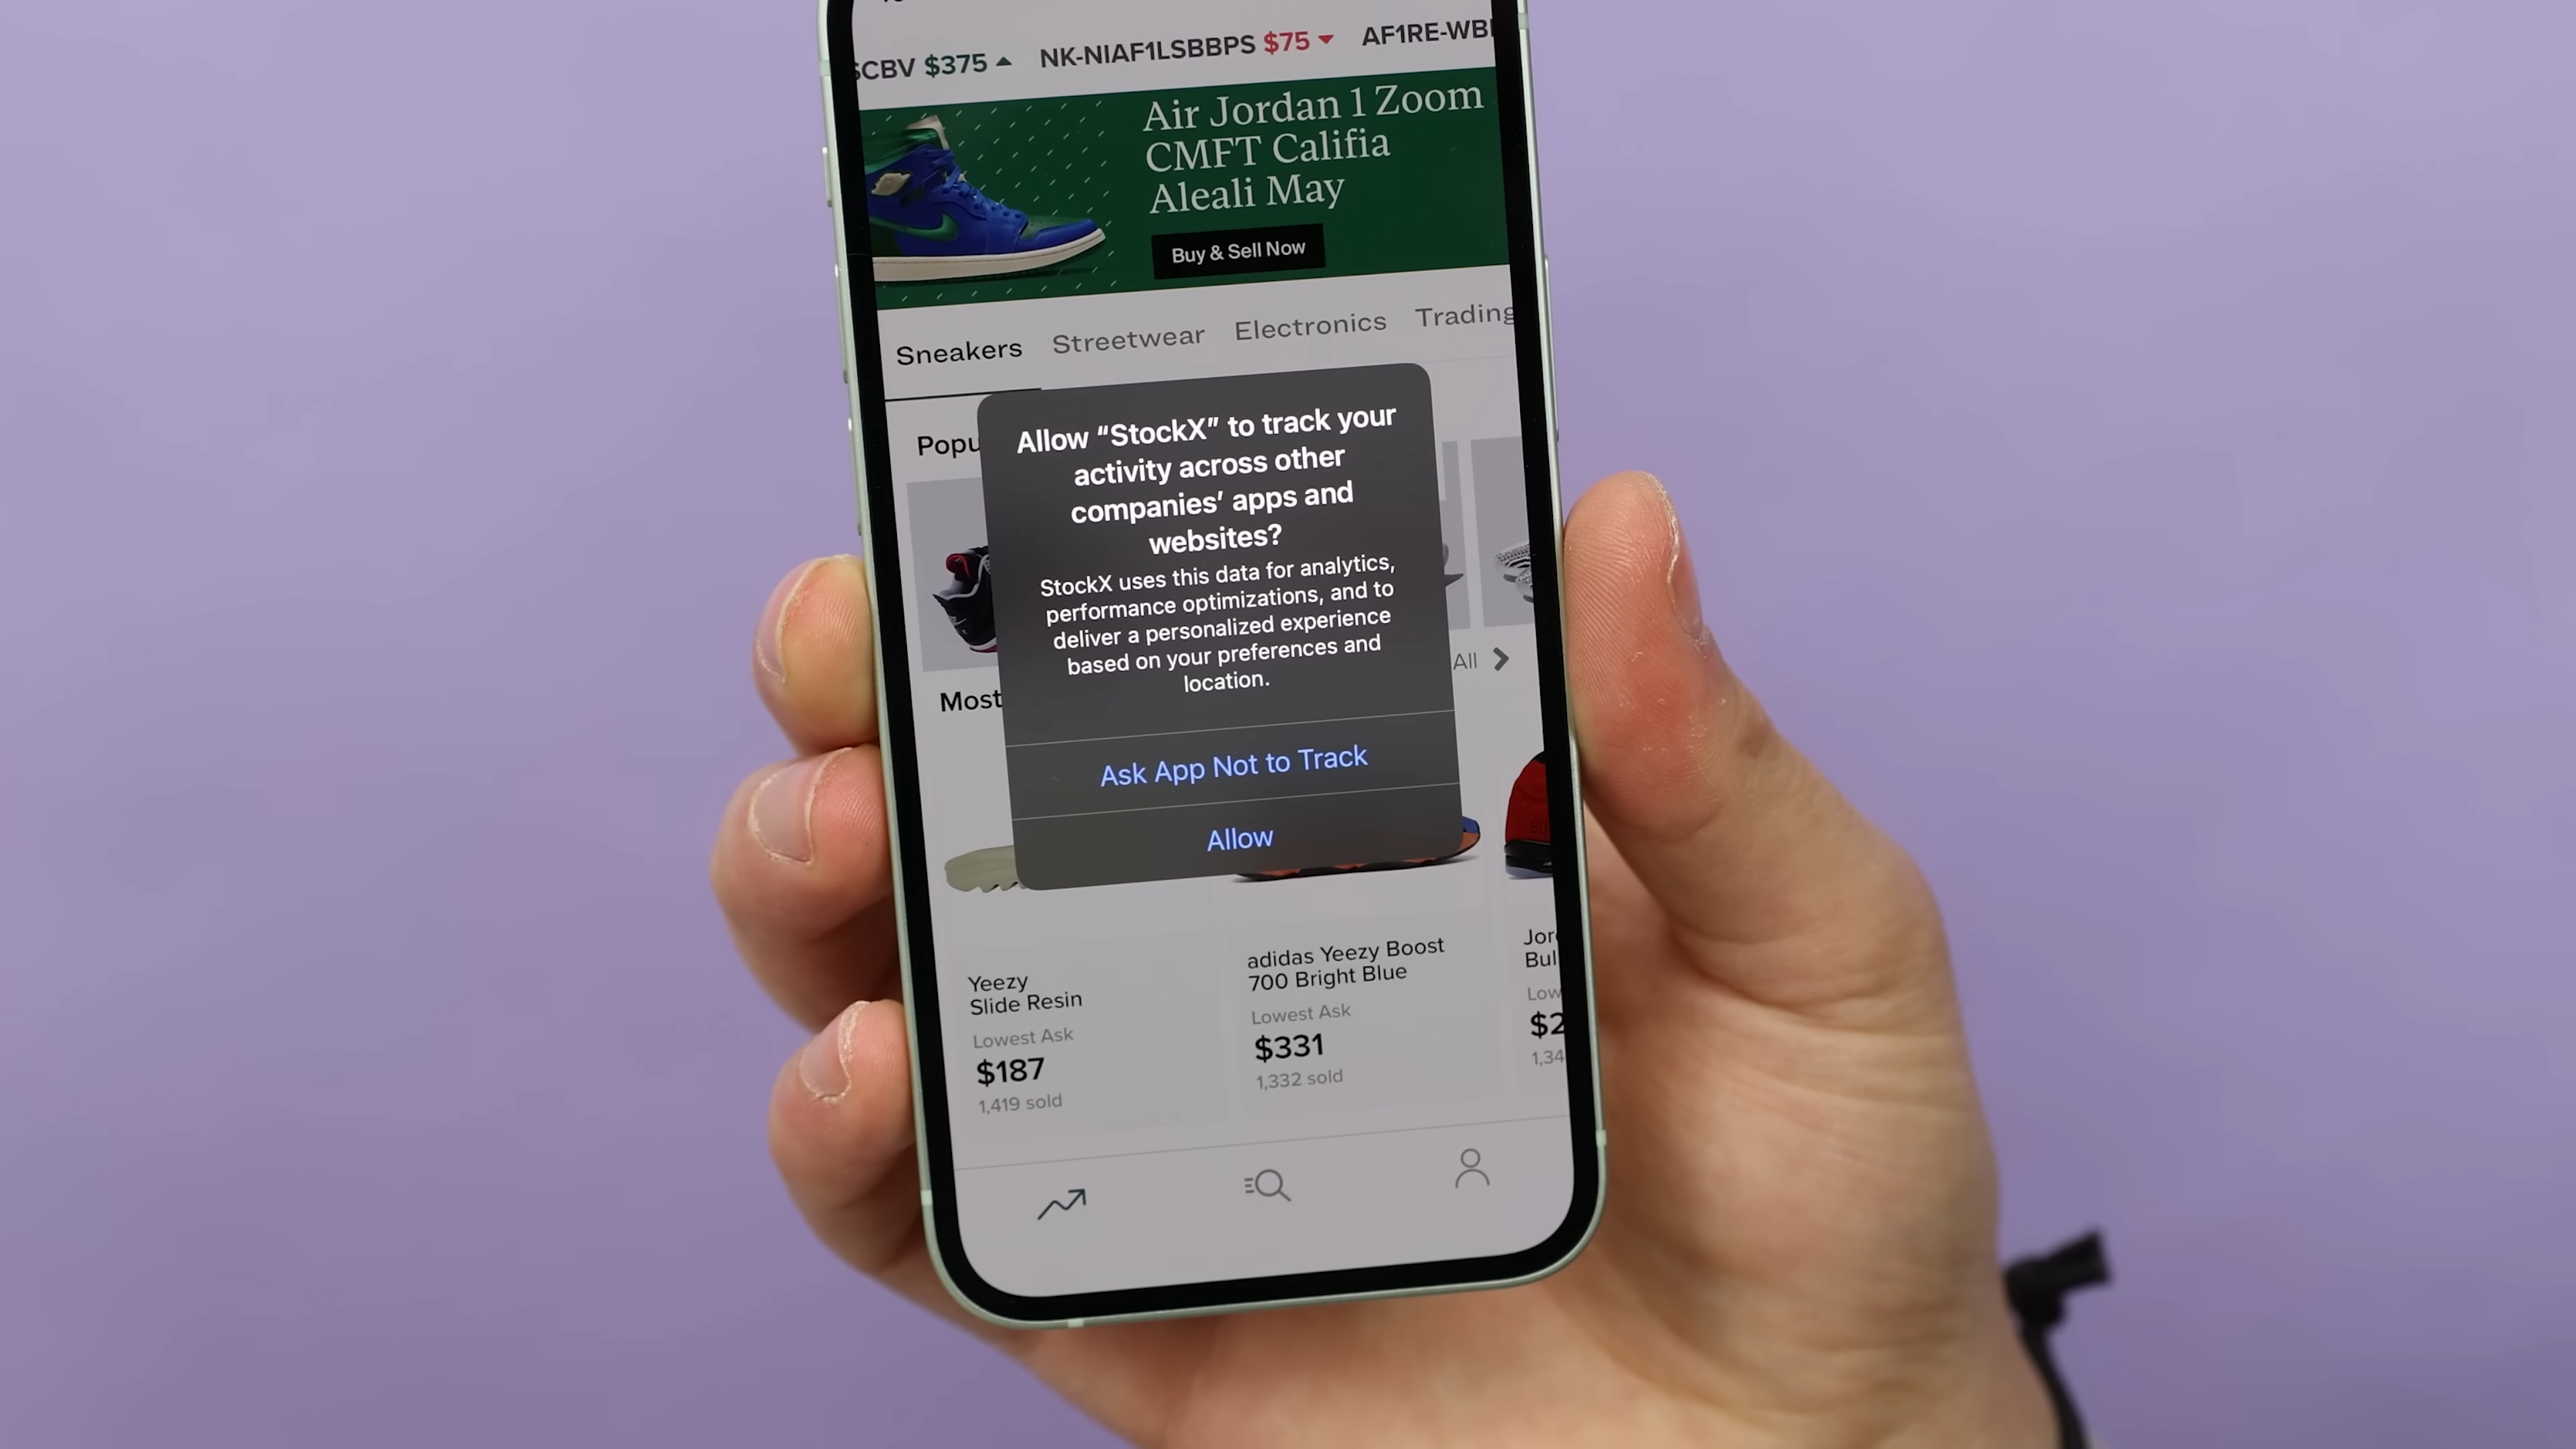 $375 NK-NIAF1LSBBPS $75
Air Jordan 1 Zoom
CMFT Califia
Aleali May
Buy & Sell Now
Sneakers Streetwear Electronics Trading
Allow “StockX” to track your
activity across other
companies’ apps and
websites?
StockX uses this data for analytics,
performance optimizations, and to
deliver a personalized experience
based on your preferences and
location.
All
Most
Ask App Not to Track
Allow
Yeezy
Slide Resin
Lowest Ask
$187
1,419 sold
adidas Yeezy Boost
700 Bright Blue
Lowest Ask
$331
1,332 sold